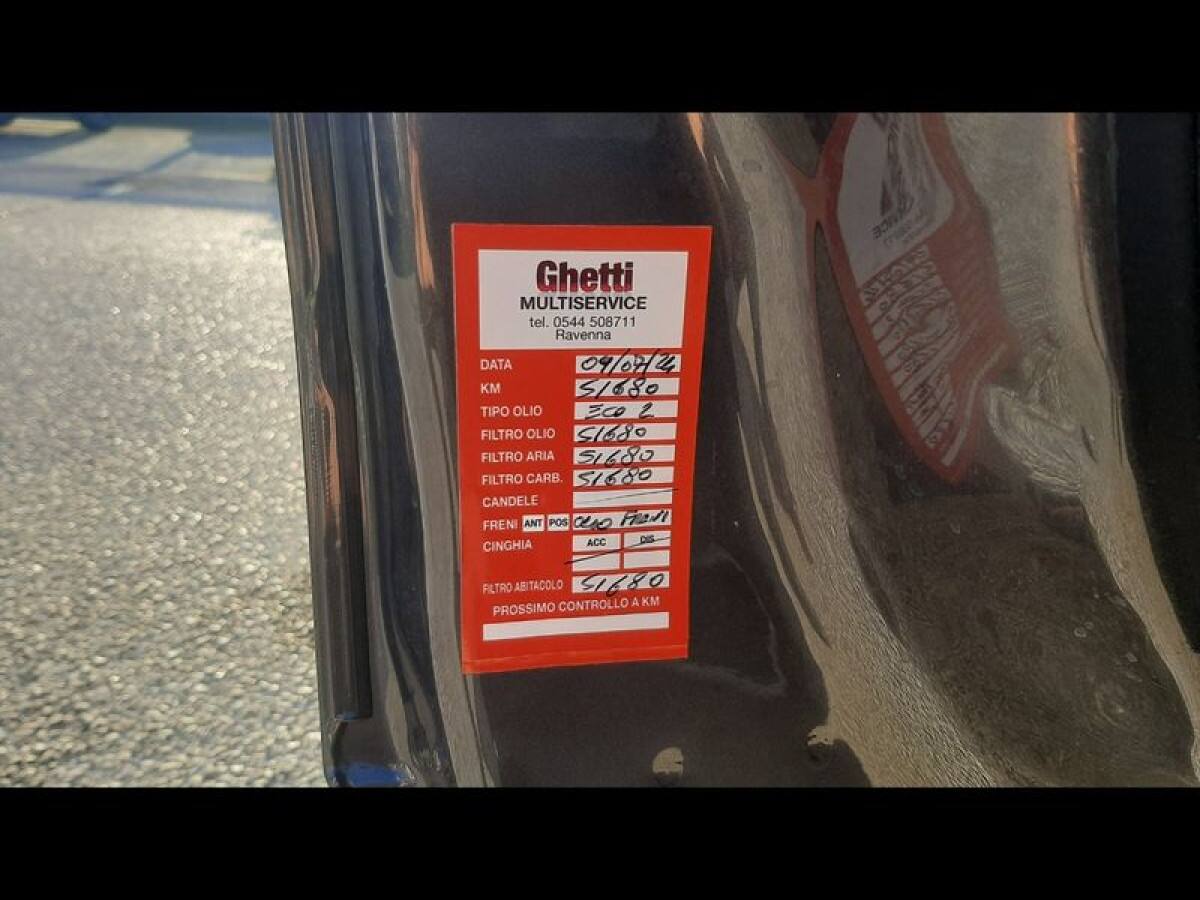 Ghetti
MULTISERVICE
tel. 0544 508711
Ravenna
DATA 09/07/24
KM 51680
TIPO OLIO ECO 2
FILTRO OLIO 51680
FILTRO ARIA 51680
FILTRO CARB. 51680
CANDELE
FRENI ANT POS OLIO FRENI
CINGHIA ACC DIS
FILTRO ABITACOLO 51680
PROSSIMO CONTROLLO A KM